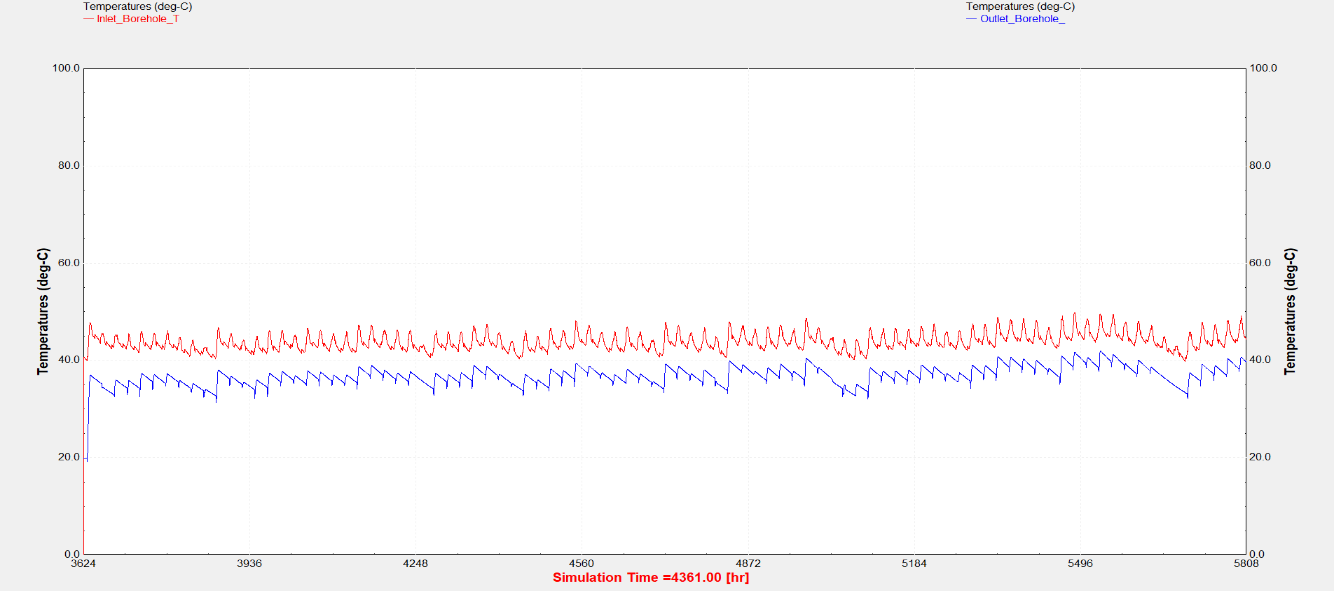 Temperatures (deg-C)
Inlet_Borehole_T
Temperatures (deg-C)
Outlet_Borehole_
100.0
80.0
60.0
40.0
20.0
0.0
Temperatures (deg-C)
100.0
80.0
60.0
40.0
20.0
0.0
Temperatures (deg-C)
3624 3936 4248 4560 4872 5184 5496 5808
Simulation Time =4361.00 [hr]